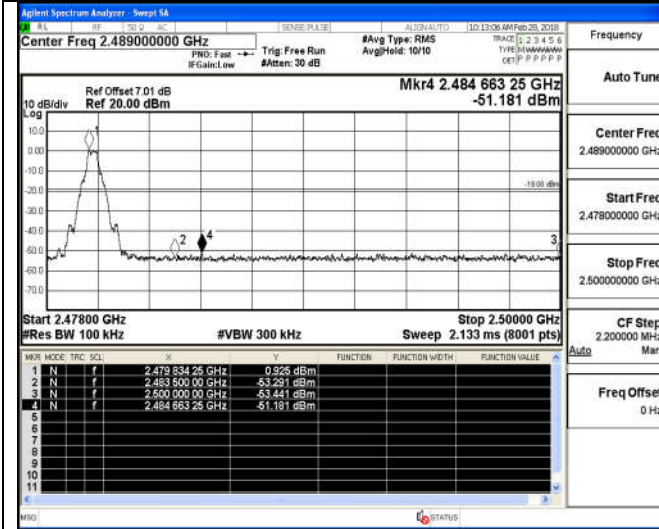 Agilent Spectrum Analyzer - Swept SA
RL RF 50 Ω AC SENSE:PULSE ALIGN AUTO 10:13:06 AM Feb 28, 2018
Center Freq 2.489000000 GHz
PNO: Fast
IFGain:Low
Trig: Free Run
#Atten: 30 dB
#Avg Type: RMS
Avg|Hold: 10/10
TRACE 1 2 3 4 5 6
TYPE M W W W W W
DET P P P P P P
Ref Offset 7.01 dB
Ref 20.00 dBm
10 dB/div
Log
Mkr4 2.484 663 25 GHz
-51.181 dBm
10.0
0.00
-10.0
-20.0
-30.0
-40.0
-50.0
-60.0
-70.0
1
2
4
3
-19.08 dBm
Start 2.47800 GHz
Stop 2.50000 GHz
#Res BW 100 kHz
#VBW 300 kHz
Sweep 2.133 ms (8001 pts)
MKR MODE TRC SCL X Y FUNCTION FUNCTION WIDTH FUNCTION VALUE
1 N f 2.479 834 25 GHz 0.925 dBm
2 N f 2.483 500 00 GHz -53.291 dBm
3 N f 2.500 000 00 GHz -53.441 dBm
4 N f 2.484 663 25 GHz -51.181 dBm
5
6
7
8
9
10
11
MSG
STATUS
Frequency
Auto Tune
Center Freq
2.489000000 GHz
Start Freq
2.478000000 GHz
Stop Freq
2.500000000 GHz
CF Step
2.200000 MHz
Auto Man
Freq Offset
0 Hz